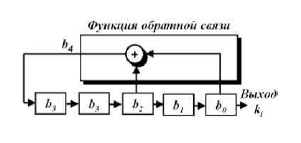 Функция обратной связи
b4
+
b3 b3 b2 b1 b0
Выход
ki